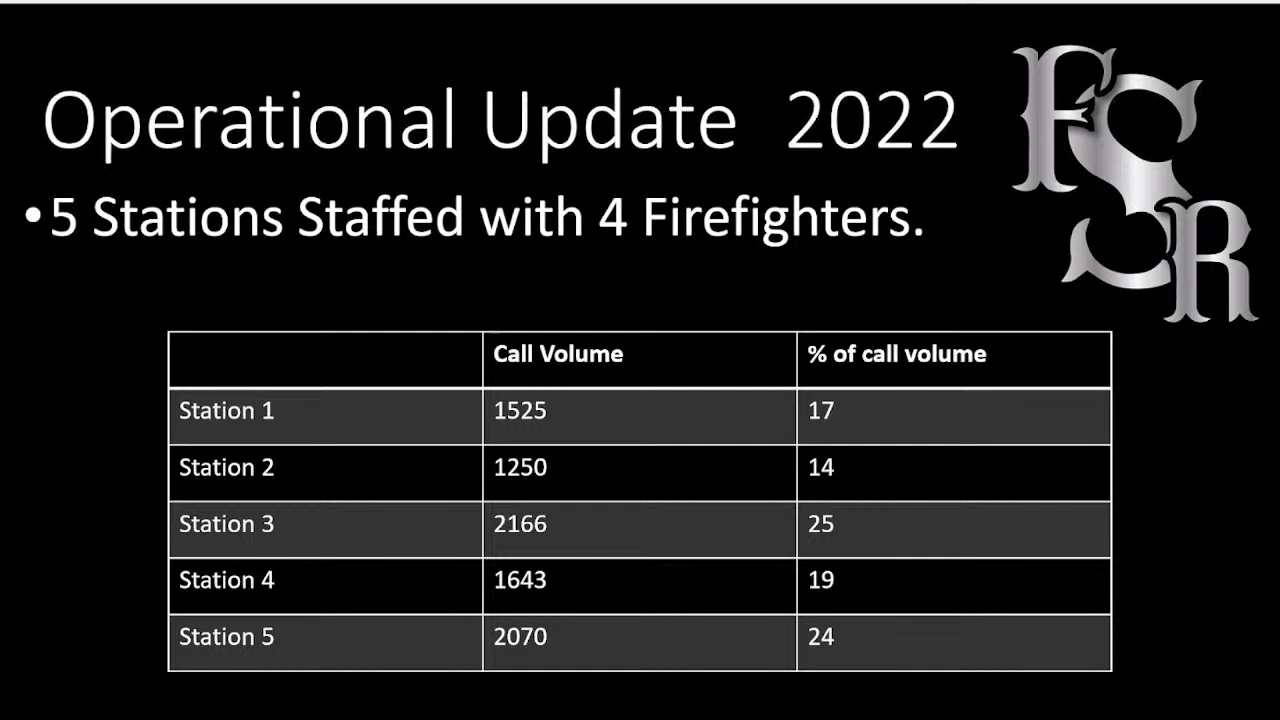 Operational Update 2022
FSR
• 5 Stations Staffed with 4 Firefighters.
Call Volume % of call volume
Station 1 1525 17
Station 2 1250 14
Station 3 2166 25
Station 4 1643 19
Station 5 2070 24